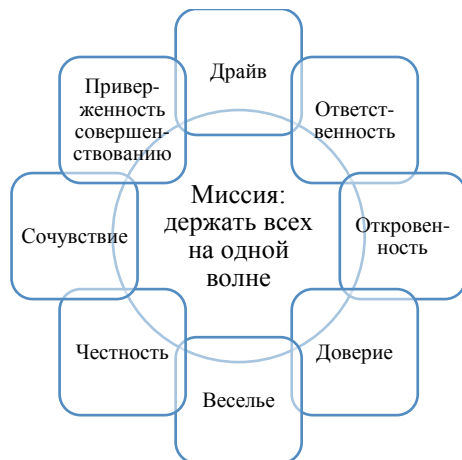 Драйв
Ответст-
венность
Откровен-
ность
Доверие
Веселье
Честность
Сочувствие
Привер-
женность
совершен-
ствованию
Миссия:
держать всех
на одной
волне